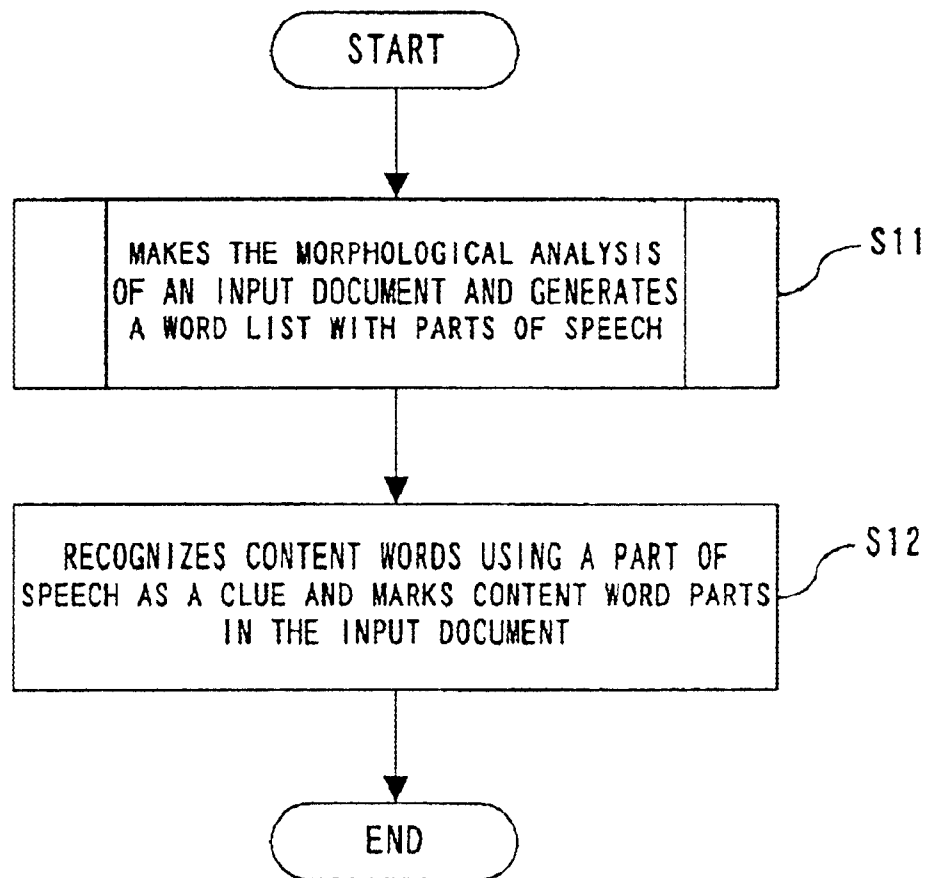 START
MAKES THE MORPHOLOGICAL ANALYSIS
OF AN INPUT DOCUMENT AND GENERATES
A WORD LIST WITH PARTS OF SPEECH
S11
RECOGNIZES CONTENT WORDS USING A PART OF
SPEECH AS A CLUE AND MARKS CONTENT WORD PARTS
IN THE INPUT DOCUMENT
S12
END